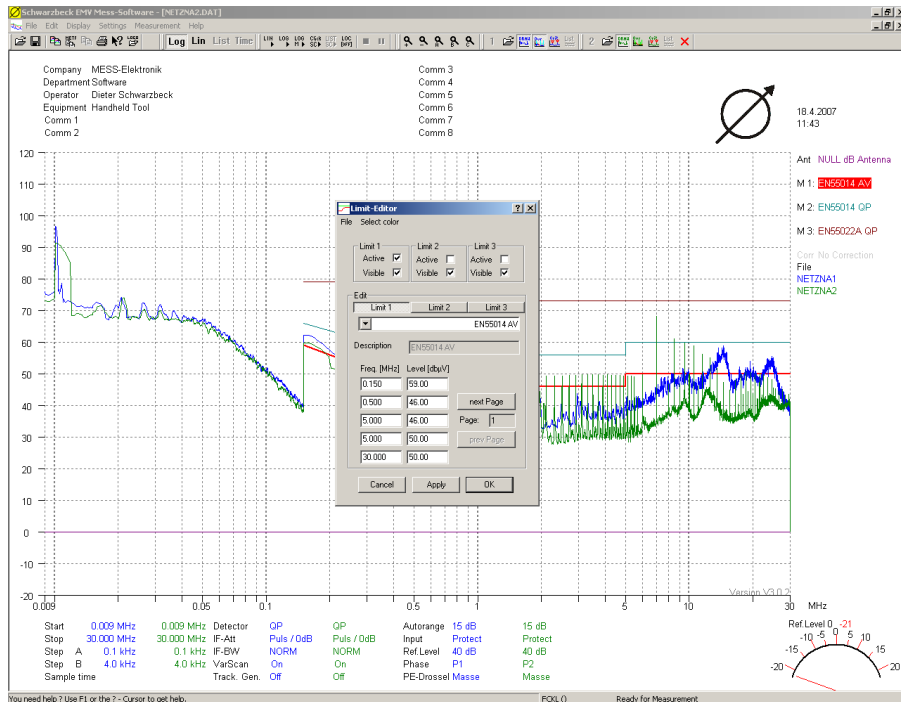 Schwarzbeck EMV Mess-Software - [NETZNA2.DAT]
File Edit Display Settings Measurement Help
Log Lin List Time 1 2
Company MESS-Elektronik Comm 3
Department Software Comm 4
Operator Dieter Schwarzbeck Comm 5
Equipment Handheld Tool Comm 6
Comm 1 Comm 7
Comm 2 Comm 8
18.4.2007
11:43
Ant NULL dB Antenna
M 1: EN55014 AV
M 2: EN55014 QP
M 3: EN55022A QP
Corr No Correction
File
NETZNA1
NETZNA2
120
110
100
90
80
70
60
50
40
30
20
10
0
-10
-20
Limit-Editor
File Select color
Limit 1 Limit 2 Limit 3
Active Active Active
Visible Visible Visible
Edit
Limit 1 Limit 2 Limit 3
EN55014 AV
Description EN55014 AV
Freq. [MHz] Level [dbµV]
0.150 59.00
0.500 46.00 next Page
5.000 46.00 Page: 1
5.000 50.00 prev Page
30.000 50.00
Cancel Apply OK
Version V3.0.2
0.009 0.05 0.1 0.5 1 5 10 30 MHz
Start 0.009 MHz 0.009 MHz Detector QP QP Autorange 15 dB 15 dB
Stop 30.000 MHz 30.000 MHz IF-Att Puls / 0dB Puls / 0dB Input Protect Protect
Step A 0.1 kHz 0.1 kHz IF-BW NORM NORM Ref.Level 40 dB 40 dB
Step B 4.0 kHz 4.0 kHz VarScan On On Phase P1 P2
Sample time Track. Gen. Off Off PE-Drossel Masse Masse
Ref.Level 0 -21
-20 -15 -10 -5 0 5 10 15 20
You need help ? Use F1 or the ? - Cursor to get help. FCKL () Ready for Measurement